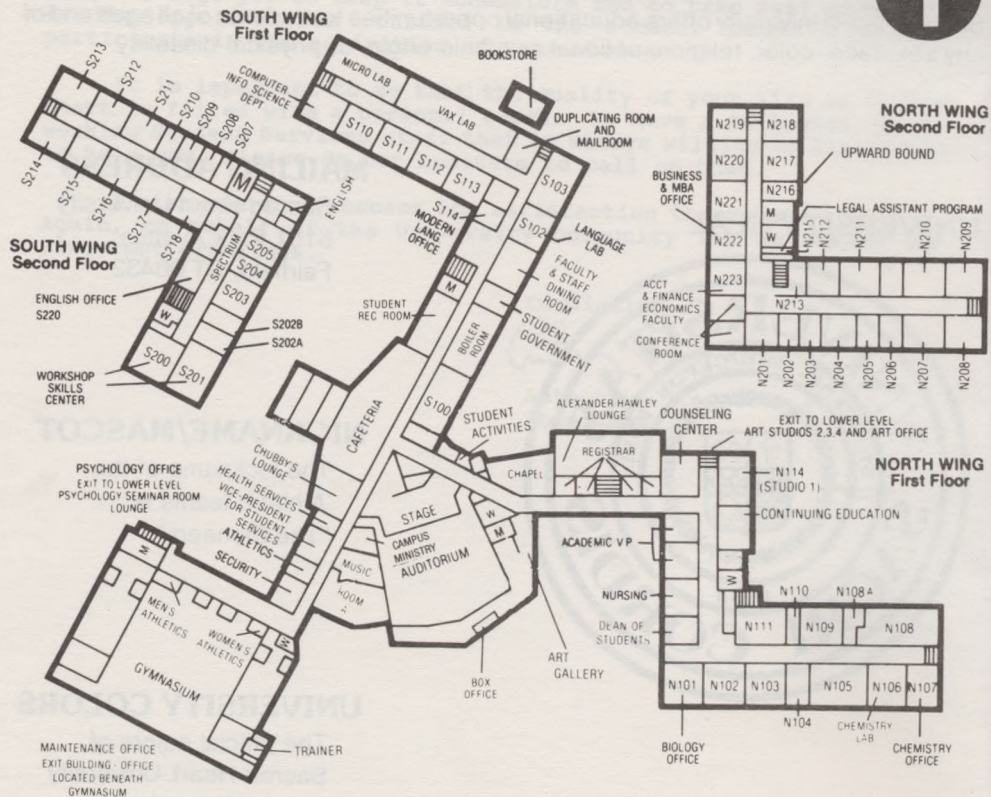 SOUTH WING
First Floor
S213
S212
S211
S210
S209
S208
S207
M
S214
S215
S216
S217
S218
SPECTRUM
ENGLISH
S205
S204
S203
SOUTH WING
Second Floor
ENGLISH OFFICE
S220
W
S202B
S202A
S200
S201
WORKSHOP
SKILLS
CENTER
COMPUTER
INFO SCIENCE
DEPT
MICRO LAB
VAX LAB
BOOKSTORE
DUPLICATING ROOM
AND
MAILROOM
S110
S111
S112
S113
S114
S103
S102
MODERN
LANG.
OFFICE
LANGUAGE
LAB
FACULTY
& STAFF
DINING
ROOM
M
STUDENT
REC ROOM
BOILER
ROOM
STUDENT
GOVERNMENT
S100
STUDENT
ACTIVITIES
CAFETERIA
CHUBBY'S
LOUNGE
HEALTH SERVICES
VICE-PRESIDENT
FOR STUDENT
SERVICES
ATHLETICS
SECURITY
PSYCHOLOGY OFFICE
EXIT TO LOWER LEVEL
PSYCHOLOGY SEMINAR ROOM
LOUNGE
STAGE
CAMPUS
MINISTRY
AUDITORIUM
MUSIC
ROOM
W
M
BOX
OFFICE
ART
GALLERY
M
MEN'S
ATHLETICS
WOMEN'S
ATHLETICS
W
GYMNASIUM
TRAINER
MAINTENANCE OFFICE
EXIT BUILDING - OFFICE
LOCATED BENEATH
GYMNASIUM
NORTH WING
Second Floor
N219
N218
N220
N217
UPWARD BOUND
BUSINESS
& MBA
OFFICE
N221
N216
LEGAL ASSISTANT PROGRAM
M
N222
W
N215
N212
N211
N210
N209
N223
N213
ACCT
& FINANCE
ECONOMICS
FACULTY
CONFERENCE
ROOM
N201
N202
N203
N204
N205
N206
N207
N208
ALEXANDER HAWLEY
LOUNGE
COUNSELING
CENTER
EXIT TO LOWER LEVEL
ART STUDIOS 2,3,4 AND ART OFFICE
CHAPEL
REGISTRAR
NORTH WING
First Floor
N114
(STUDIO 1)
CONTINUING EDUCATION
ACADEMIC V.P.
M
W
NURSING
DEAN OF
STUDENTS
N110
N108 A
N111
N109
N108
N101
N102
N103
N104
N105
N106
N107
BIOLOGY
OFFICE
CHEMISTRY
LAB
CHEMISTRY
OFFICE